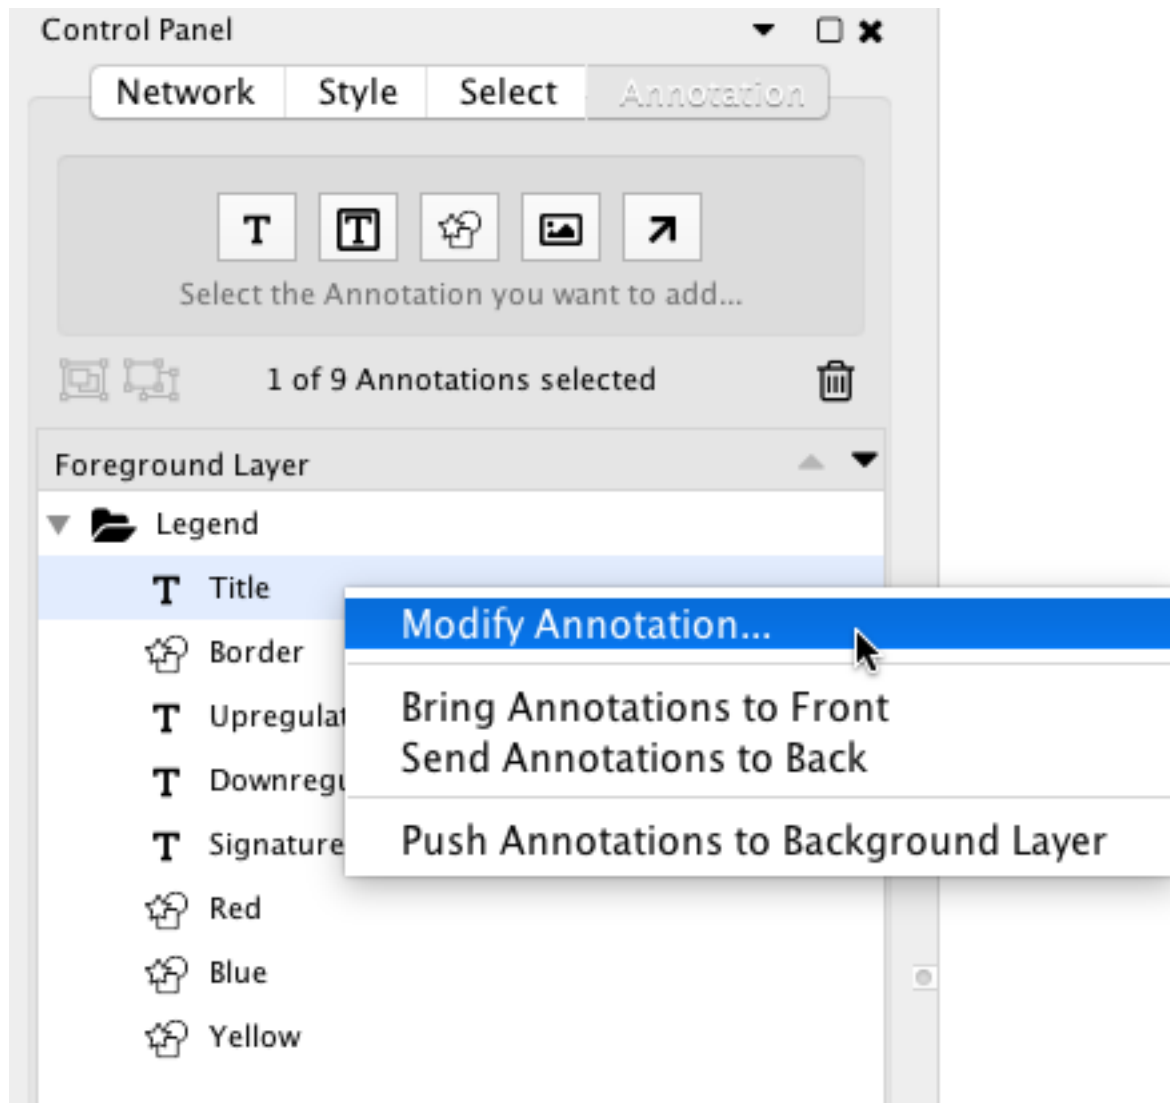 Control Panel
Network Style Select Annotation
Select the Annotation you want to add...
1 of 9 Annotations selected
Foreground Layer
Legend
Title
Modify Annotation...
Border
Bring Annotations to Front
Send Annotations to Back
Push Annotations to Background Layer
Signature
Red
Blue
Yellow